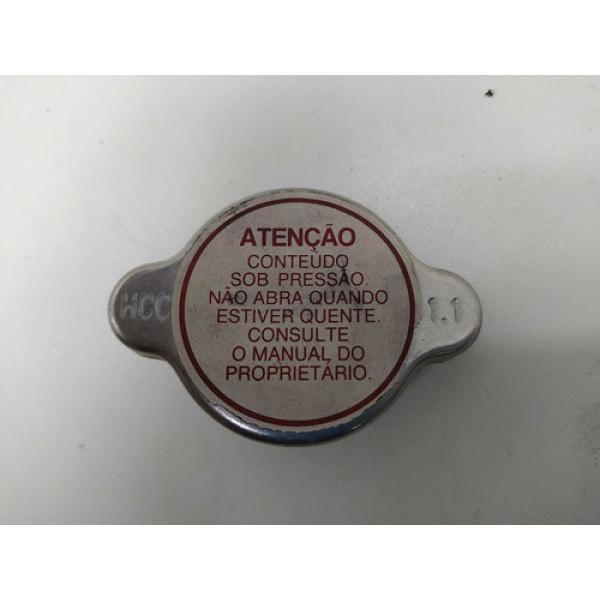 ATENÇÃO
CONTEÚDO
SOB PRESSÃO.
NÃO ABRA QUANDO
ESTIVER QUENTE.
CONSULTE
O MANUAL DO
PROPRIETÁRIO.
HCC
1.1